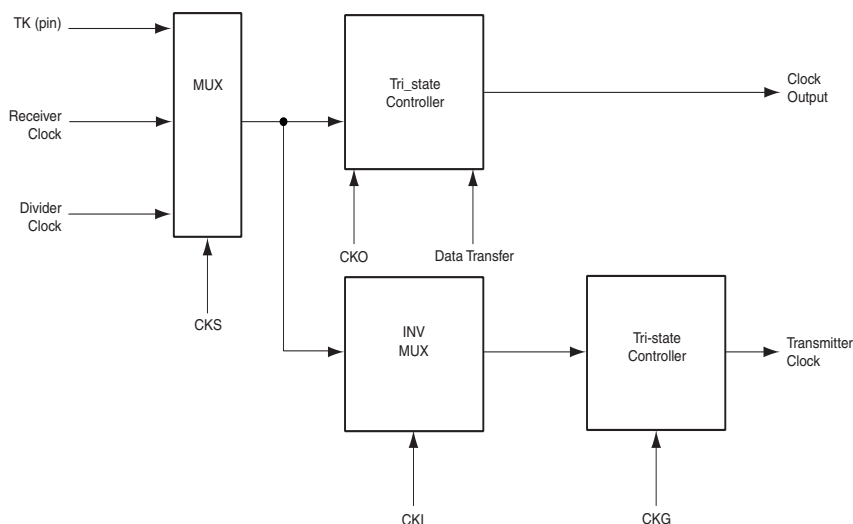 TK (pin)
MUX
Tri_state
Controller
Clock
Output
Receiver
Clock
Divider
Clock
CKO
Data Transfer
CKS
INV
MUX
Tri-state
Controller
Transmitter
Clock
CKI
CKG